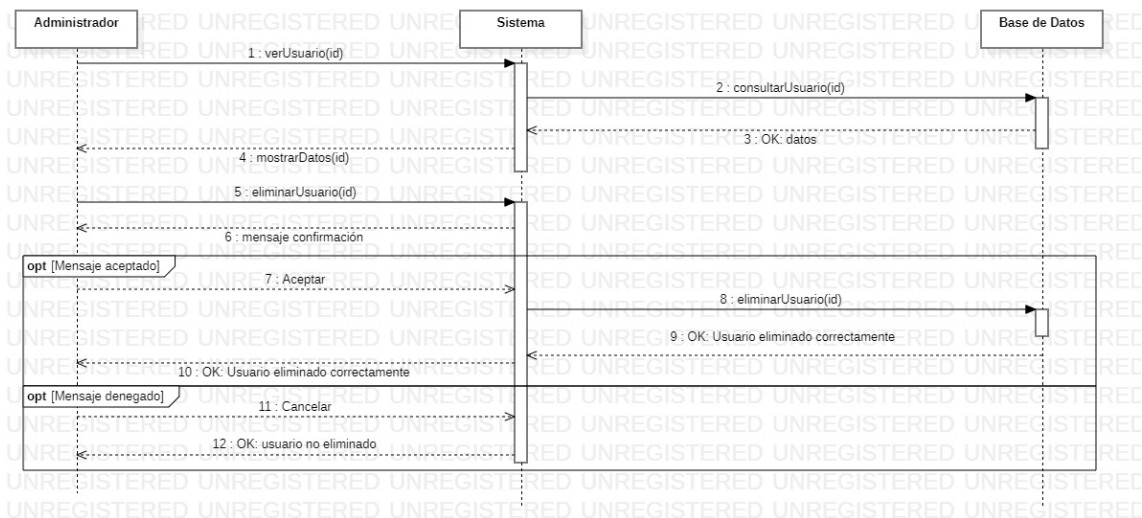 Administrador
Sistema
Base de Datos
1 : verUsuario(id)
2 : consultarUsuario(id)
3 : OK: datos
4 : mostrarDatos(id)
5 : eliminarUsuario(id)
6 : mensaje confirmación
opt [Mensaje aceptado]
7 : Aceptar
8 : eliminarUsuario(id)
9 : OK: Usuario eliminado correctamente
10 : OK: Usuario eliminado correctamente
opt [Mensaje denegado]
11 : Cancelar
12 : OK: usuario no eliminado
UNREGISTERED